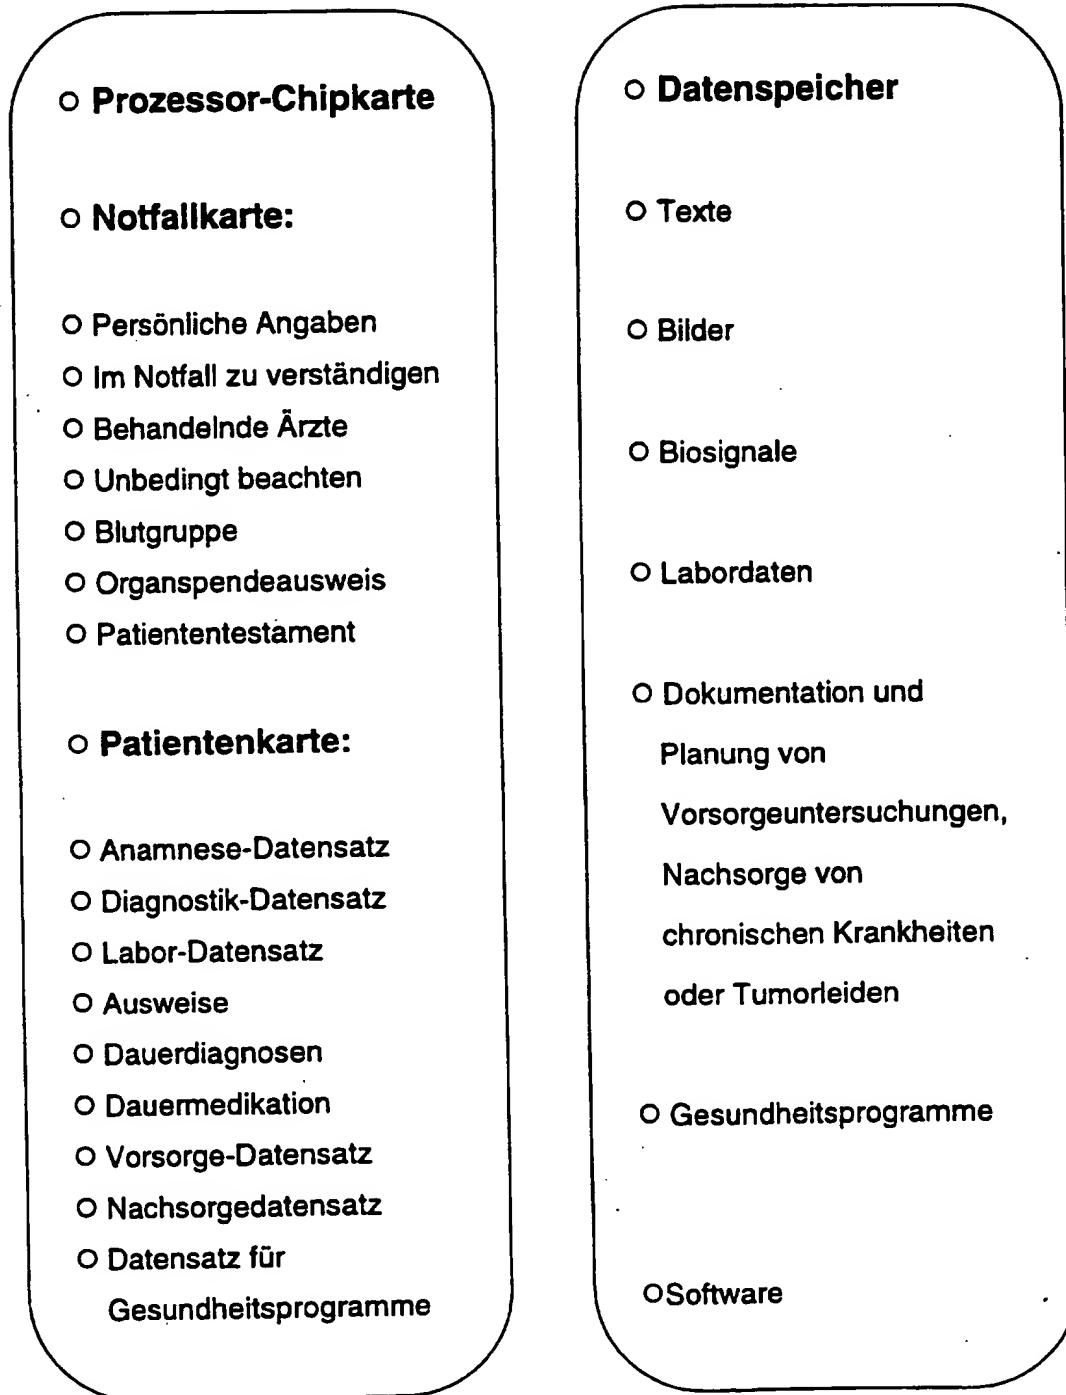 ○ Prozessor-Chipkarte
○ Notfallkarte:
○ Persönliche Angaben
○ Im Notfall zu verständigen
○ Behandelnde Ärzte
○ Unbedingt beachten
○ Blutgruppe
○ Organspendeausweis
○ Patiententestament
○ Patientenkarte:
○ Anamnese-Datensatz
○ Diagnostik-Datensatz
○ Labor-Datensatz
○ Ausweise
○ Dauerdiagnosen
○ Dauermedikation
○ Vorsorge-Datensatz
○ Nachsorgedatensatz
○ Datensatz für
Gesundheitsprogramme
○ Datenspeicher
○ Texte
○ Bilder
○ Biosignale
○ Labordaten
○ Dokumentation und
Planung von
Vorsorgeuntersuchungen,
Nachsorge von
chronischen Krankheiten
oder Tumorleiden
○ Gesundheitsprogramme
○Software